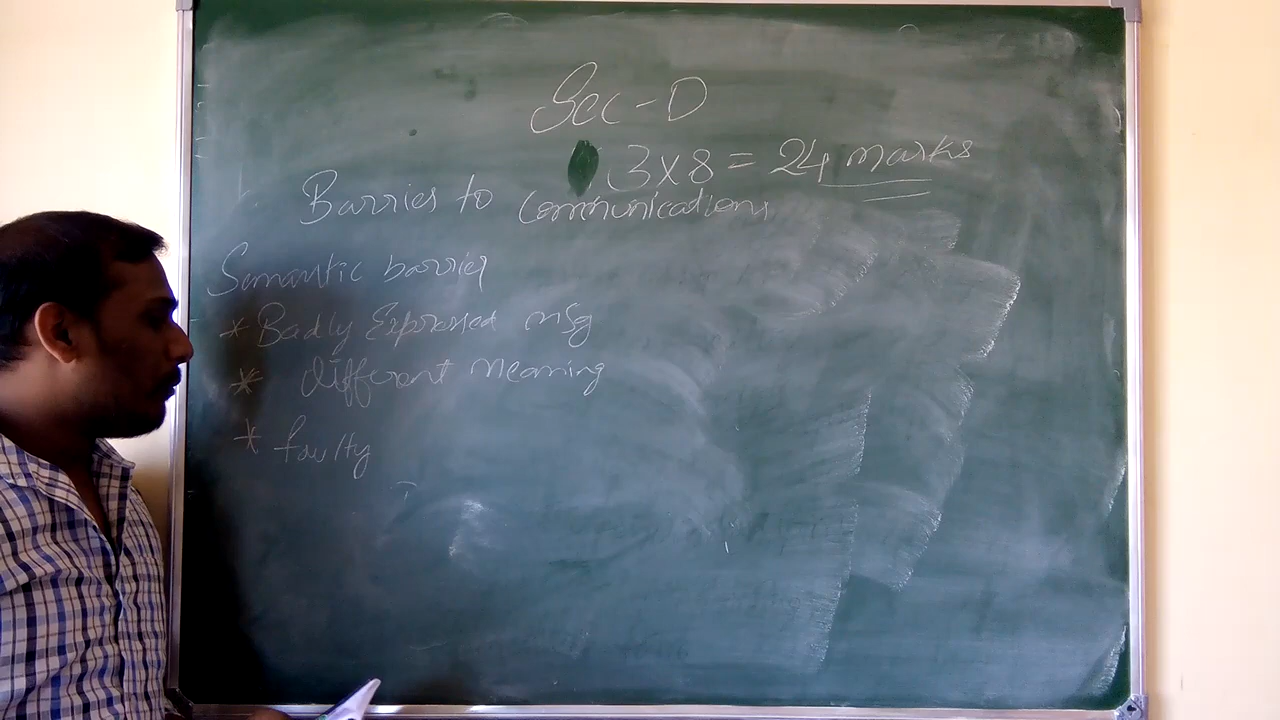 Sec-D
3x8 = 24 marks
Barries to Communications
Semantic barrier
* Badly Expressed msg
* different meaning
* faulty